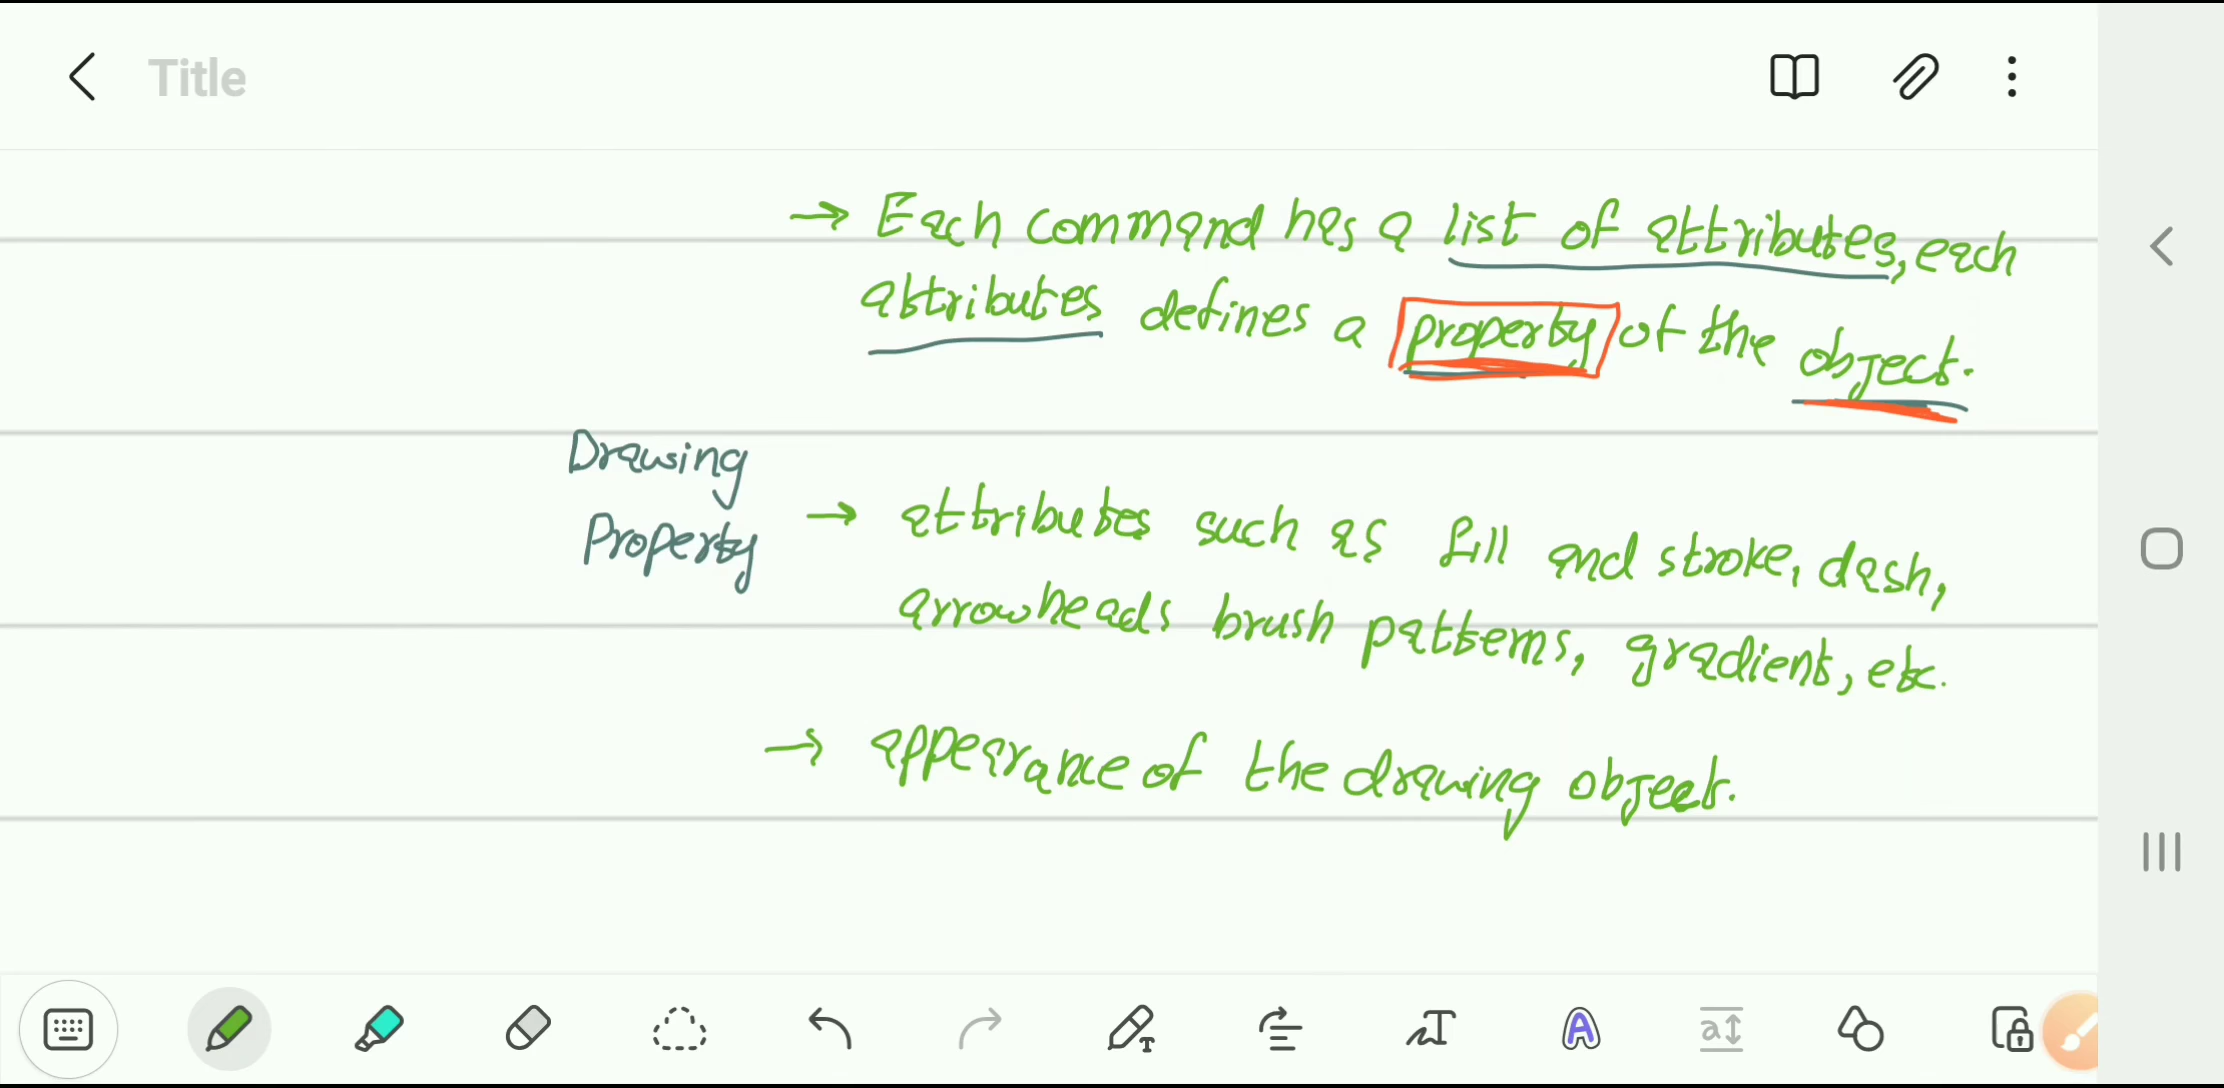 Title
→ Each command has a list of attributes, each
attributes defines a property of the object.
Drawing
Property
→ attributes such as fill and stroke, dash,
arrowheads brush patterns, gradient, etc.
→ appearance of the drawing object.